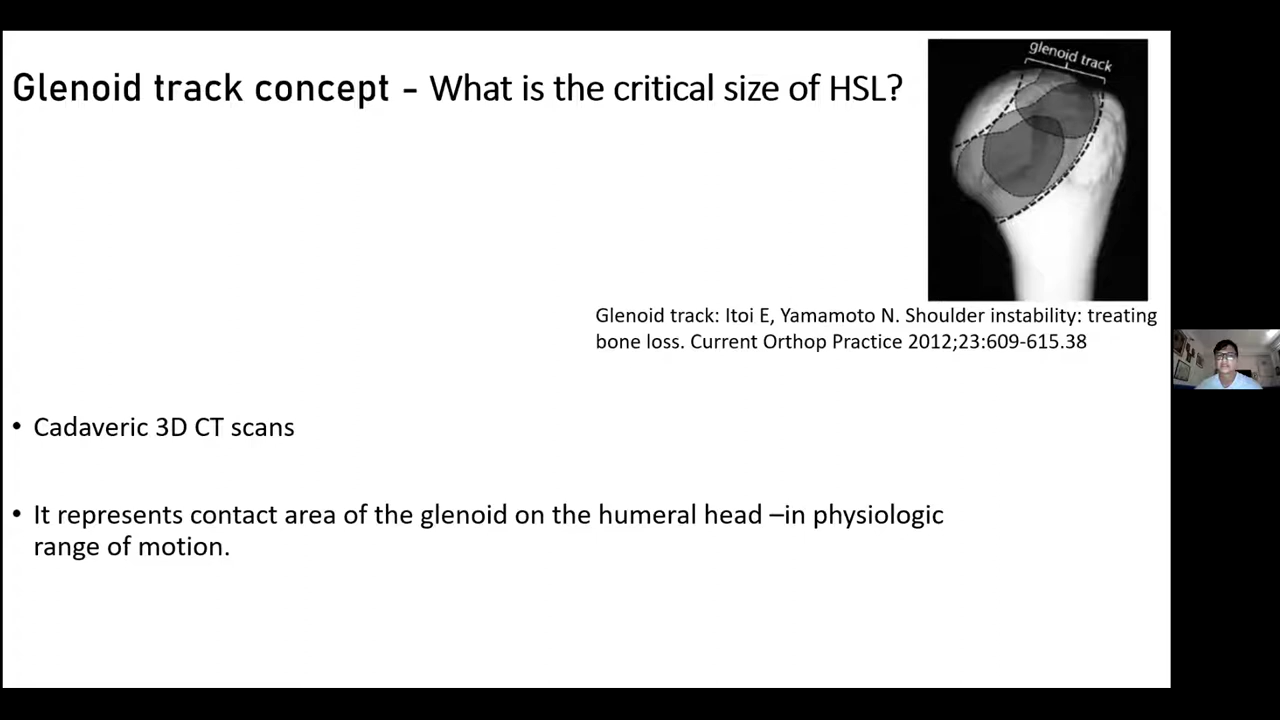 Glenoid track concept - What is the critical size of HSL?
glenoid track
Glenoid track: Itoi E, Yamamoto N. Shoulder instability: treating
bone loss. Current Orthop Practice 2012;23:609-615.38
• Cadaveric 3D CT scans
• It represents contact area of the glenoid on the humeral head –in physiologic
range of motion.